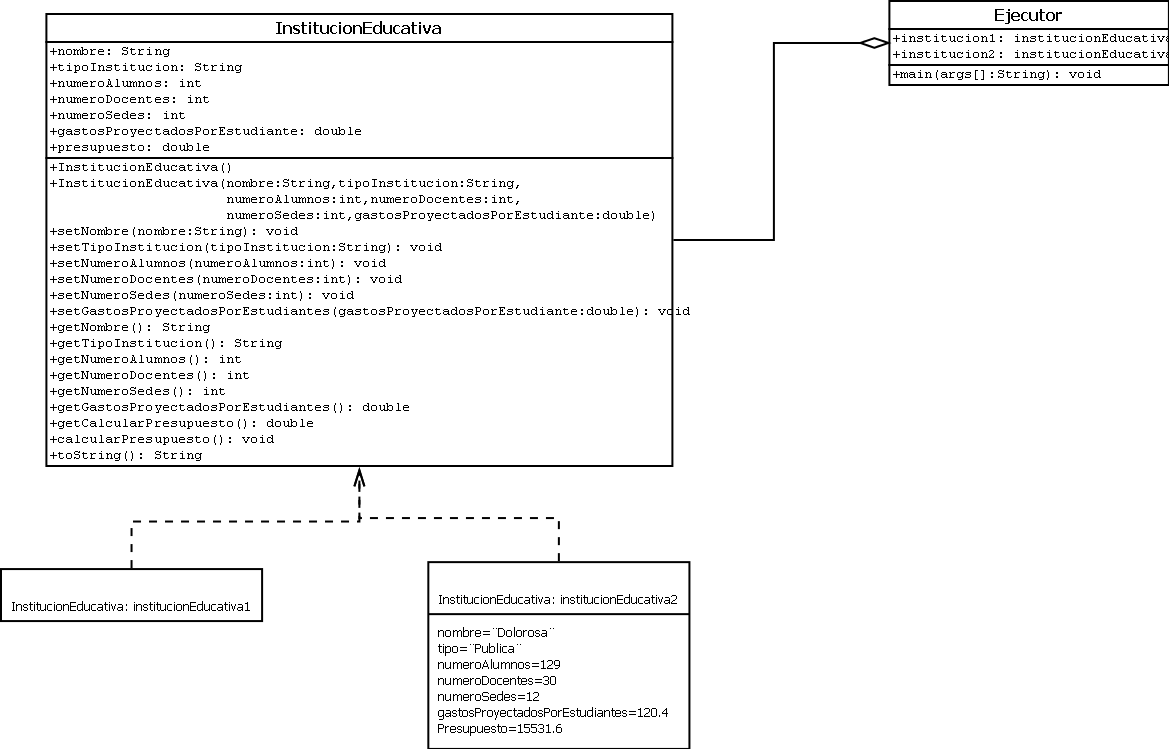 InstitucionEducativa
+nombre: String
+tipoInstitucion: String
+numeroAlumnos: int
+numeroDocentes: int
+numeroSedes: int
+gastosProyectadosPorEstudiante: double
+presupuesto: double
+InstitucionEducativa()
+InstitucionEducativa(nombre:String,tipoInstitucion:String,
numeroAlumnos:int,numeroDocentes:int,
numeroSedes:int,gastosProyectadosPorEstudiante:double)
+setNombre(nombre:String): void
+setTipoInstitucion(tipoInstitucion:String): void
+setNumeroAlumnos(numeroAlumnos:int): void
+setNumeroDocentes(numeroDocentes:int): void
+setNumeroSedes(numeroSedes:int): void
+setGastosProyectadosPorEstudiantes(gastosProyectadosPorEstudiante:double): void
+getNombre(): String
+getTipoInstitucion(): String
+getNumeroAlumnos(): int
+getNumeroDocentes(): int
+getNumeroSedes(): int
+getGastosProyectadosPorEstudiantes(): double
+getCalcularPresupuesto(): double
+calcularPresupuesto(): void
+toString(): String
Ejecutor
+institucion1: institucionEducativa
+institucion2: institucionEducativa
+main(args[]:String): void
InstitucionEducativa: institucionEducativa1
InstitucionEducativa: institucionEducativa2
nombre=¨Dolorosa¨
tipo=¨Publica¨
numeroAlumnos=129
numeroDocentes=30
numeroSedes=12
gastosProyectadosPorEstudiantes=120.4
Presupuesto=15531.6